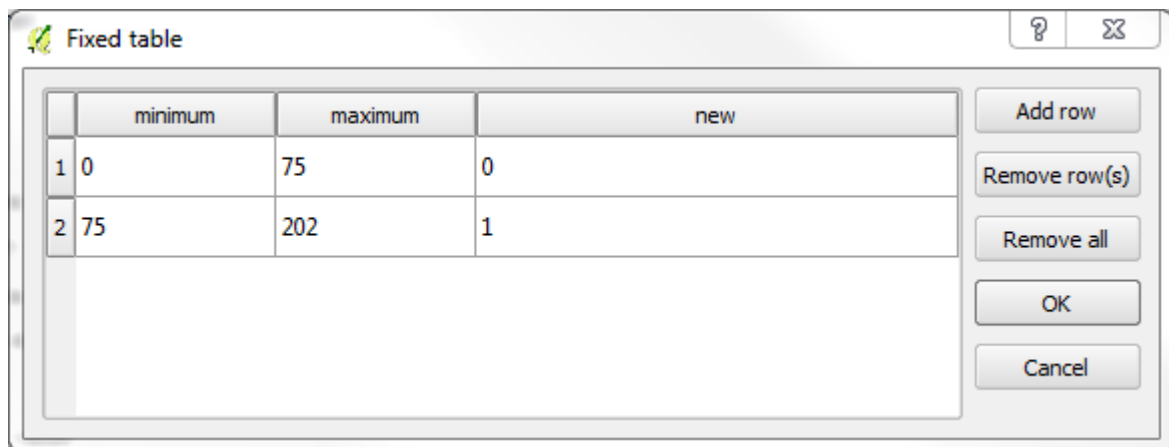 Fixed table
minimum maximum new
Add row
1 0 75 0
Remove row(s)
2 75 202 1
Remove all
OK
Cancel